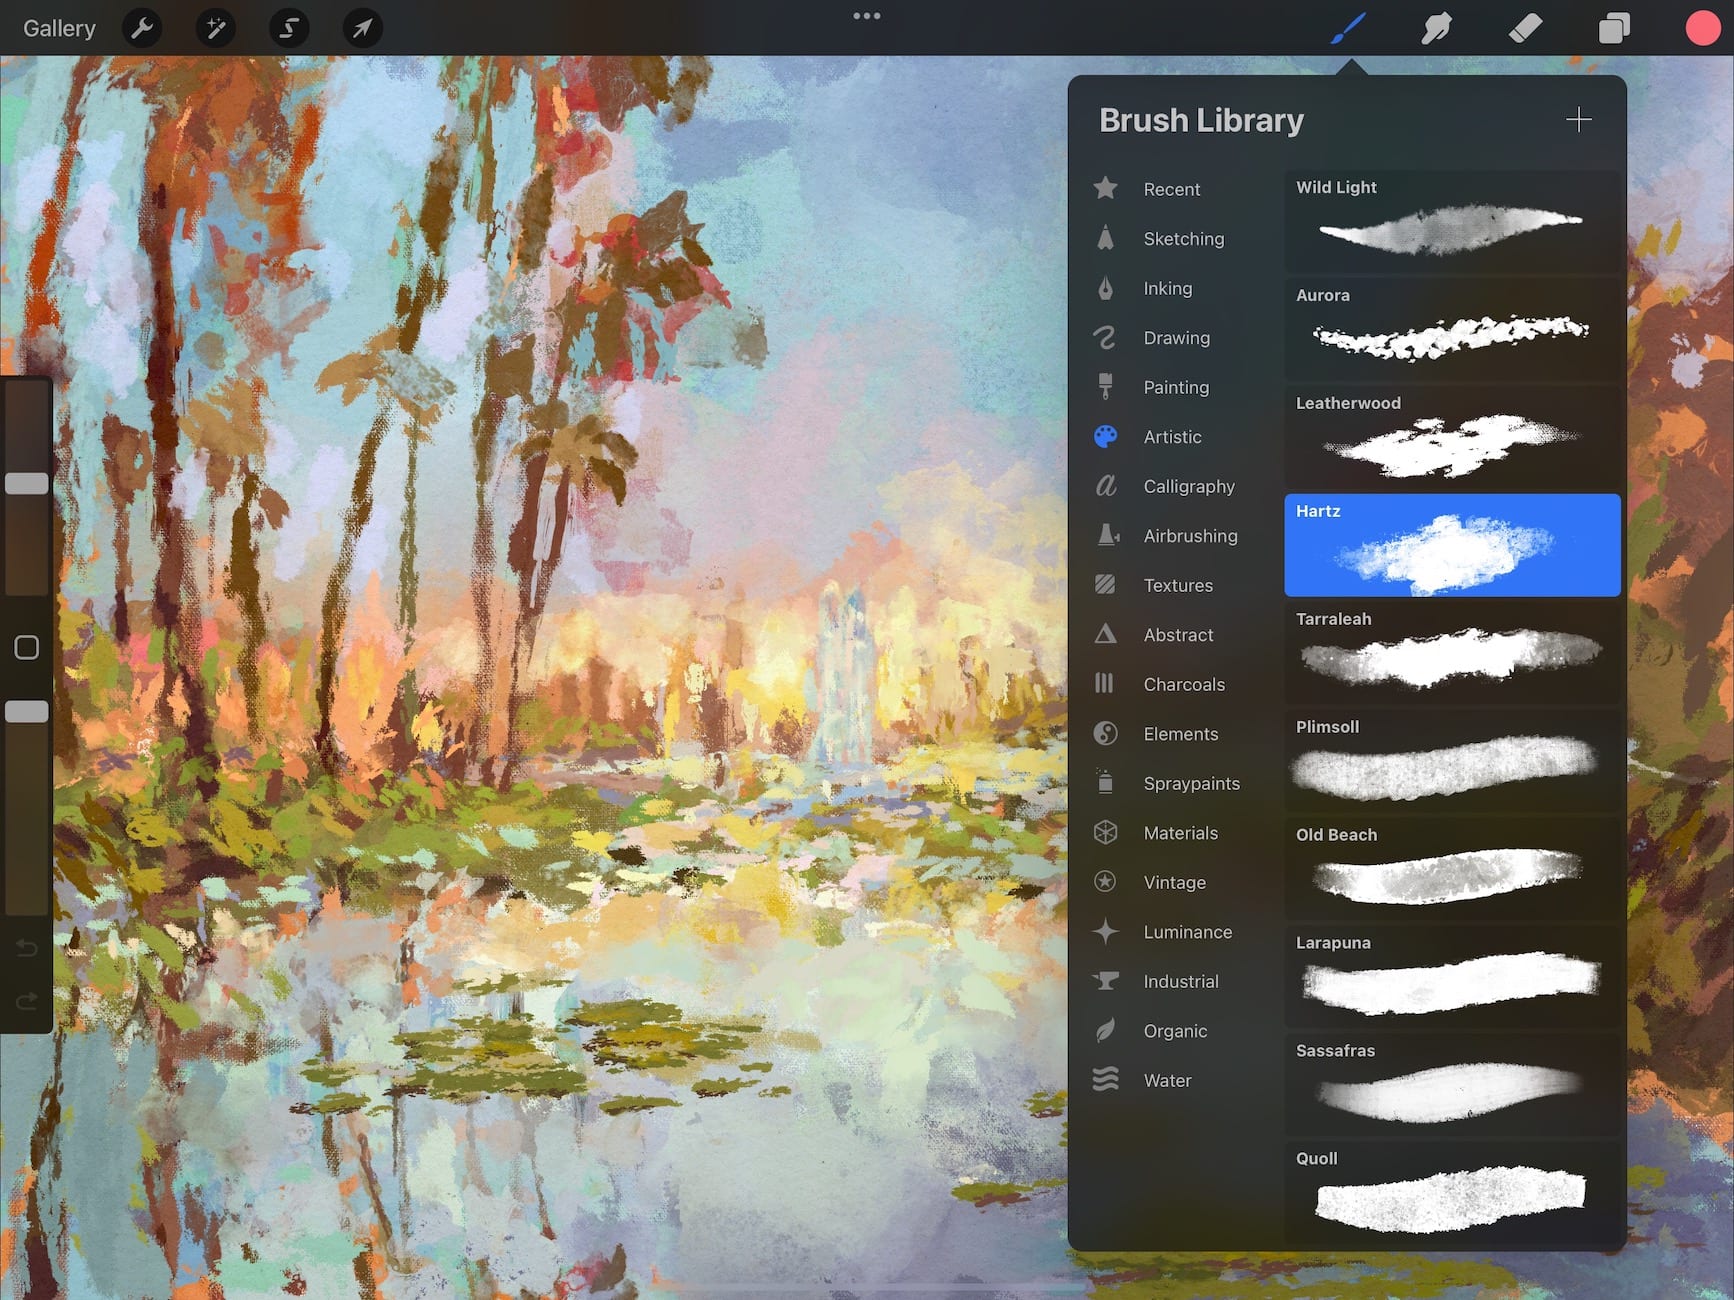 Gallery
Brush Library
Recent
Sketching
Inking
Drawing
Painting
Artistic
Calligraphy
Airbrushing
Textures
Abstract
Charcoals
Elements
Spraypaints
Materials
Vintage
Luminance
Industrial
Organic
Water
Wild Light
Aurora
Leatherwood
Hartz
Tarraleah
Plimsoll
Old Beach
Larapuna
Sassafras
Quoll